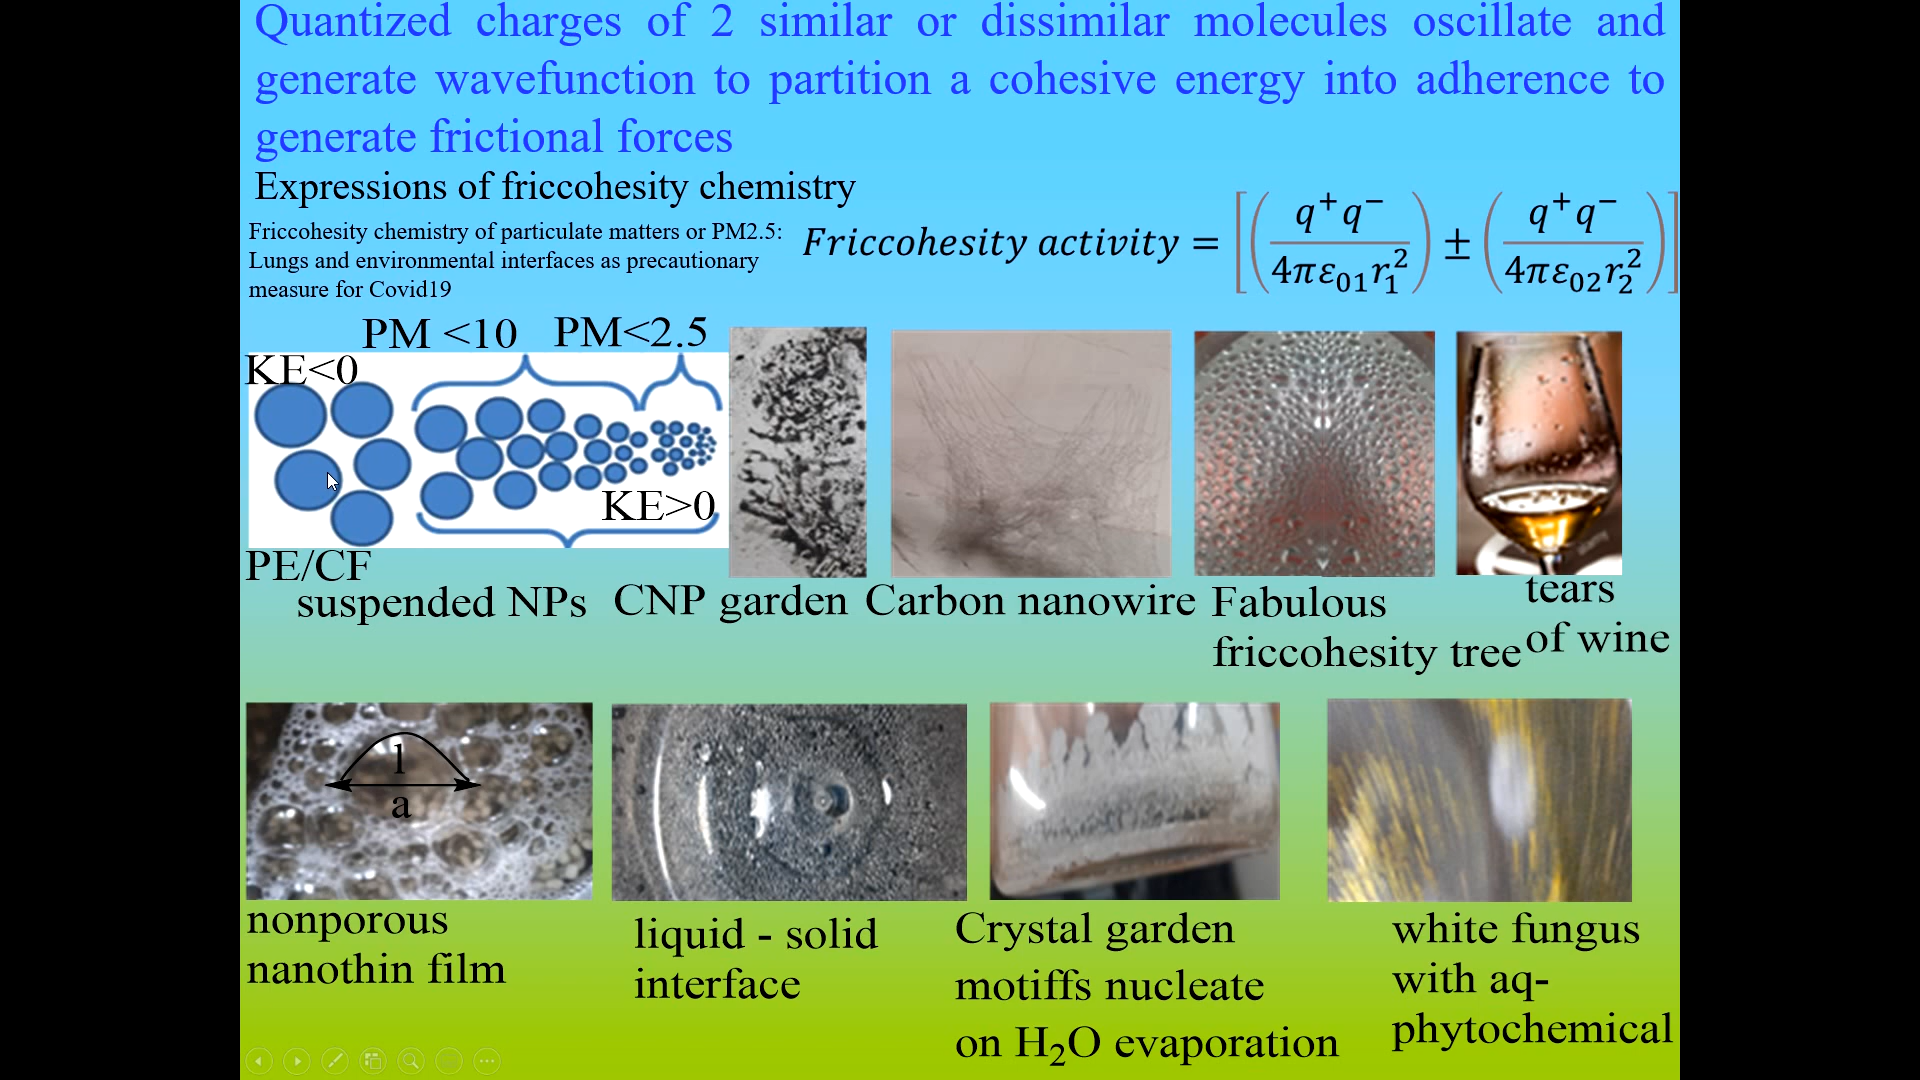 Quantized charges of 2 similar or dissimilar molecules oscillate and
generate wavefunction to partition a cohesive energy into adherence to
generate frictional forces
Expressions of friccohesity chemistry
Friccohesity chemistry of particulate matters or PM2.5:
Lungs and environmental interfaces as precautionary
measure for Covid19
Friccohesity activity = [(q⁺q⁻/4πε₀₁r₁²) ± (q⁺q⁻/4πε₀₂r₂²)]
PM <10 PM<2.5
KE<0
KE>0
PE/CF
suspended NPs
CNP garden
Carbon nanowire
Fabulous
friccohesity tree
tears
of wine
l
a
nonporous
nanothin film
liquid - solid
interface
Crystal garden
motiffs nucleate
on H₂O evaporation
white fungus
with aq-
phytochemical